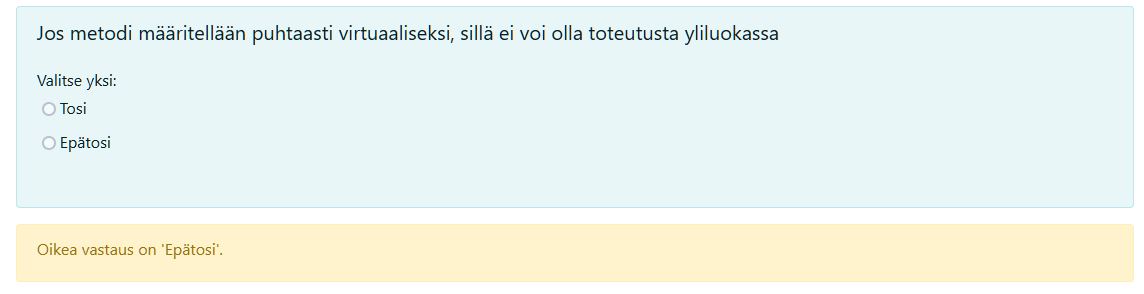 Jos metodi määritellään puhtaasti virtuaaliseksi, sillä ei voi olla toteutusta yliluokassa
Valitse yksi:
Tosi
Epätosi
Oikea vastaus on 'Epätosi'.